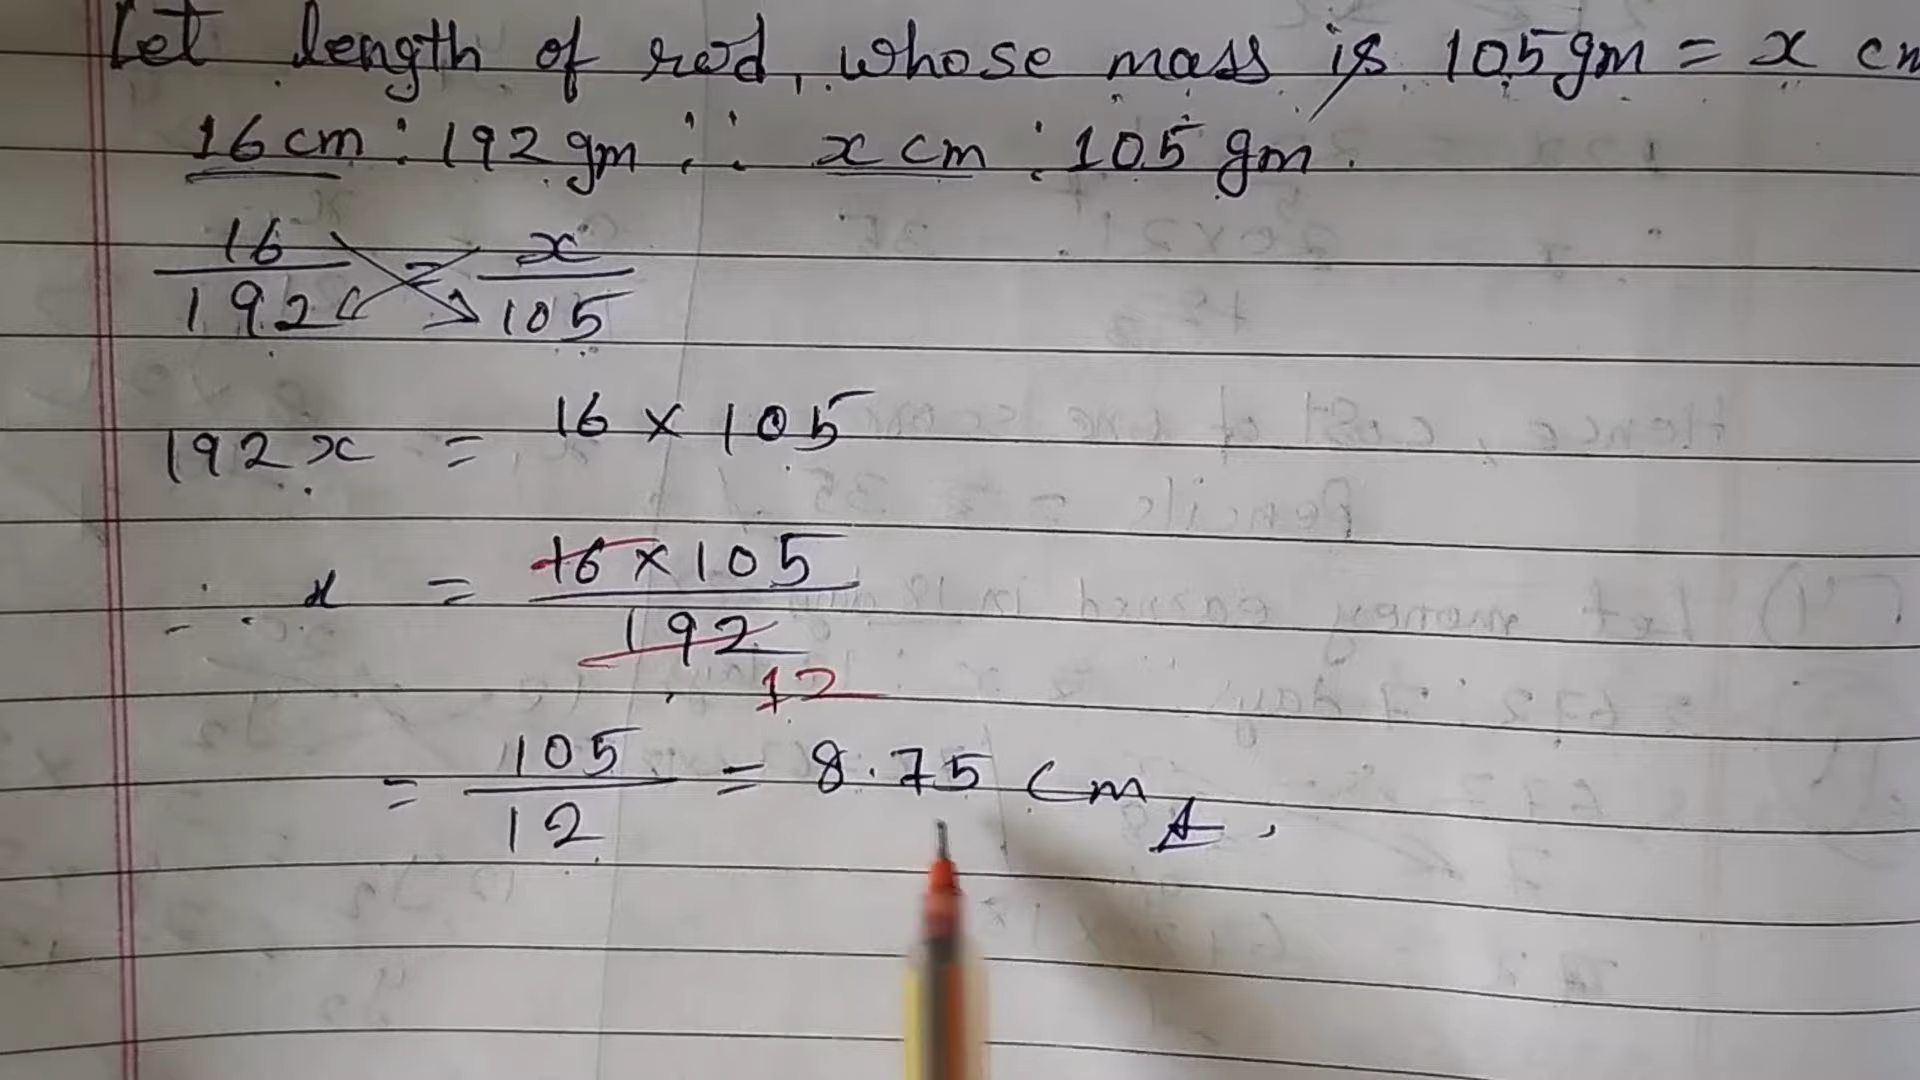 Let length of rod, whose mass is 105 gm = x cm
16 cm : 192 gm :: x cm : 105 gm.
16/192 = x/105
192x = 16 × 105
∴ x = 16 × 105 / 192
12
= 105/12 = 8.75 cm